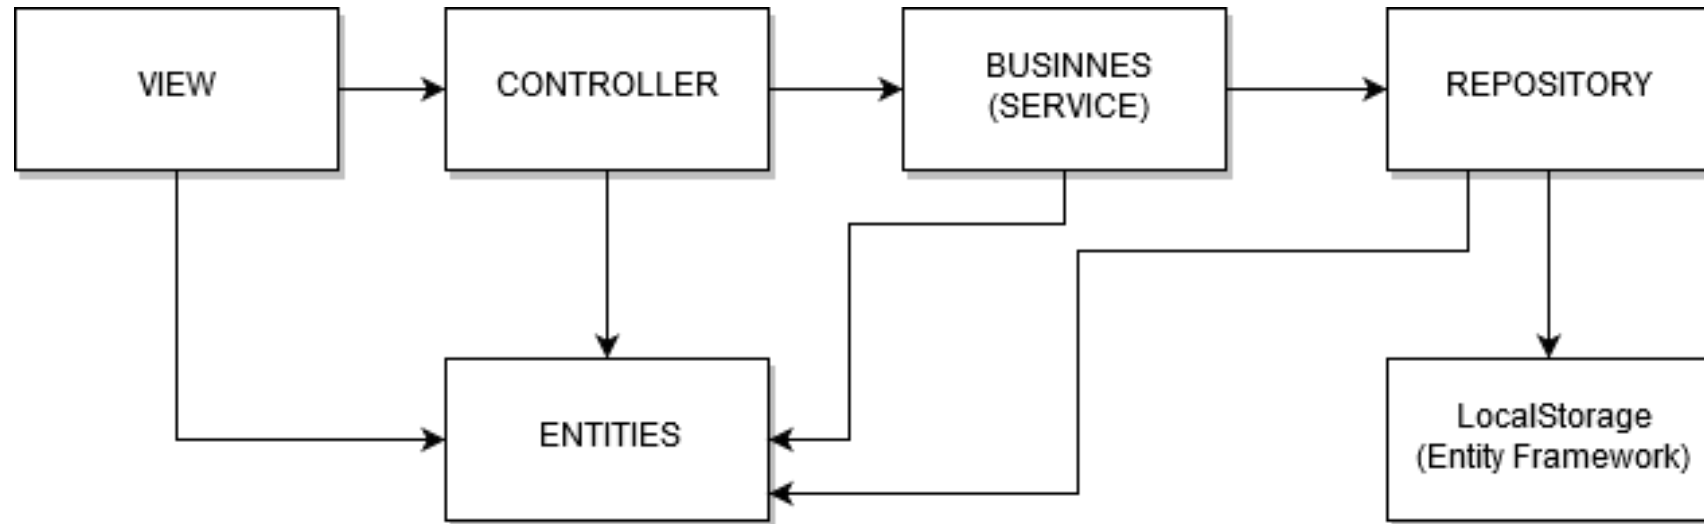 VIEW
CONTROLLER
BUSINNES
(SERVICE)
REPOSITORY
ENTITIES
LocalStorage
(Entity Framework)